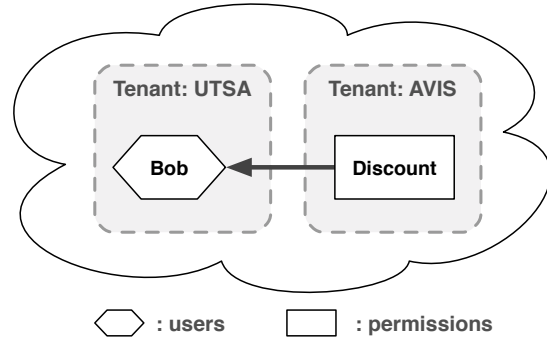 Tenant: UTSA Tenant: AVIS
Bob Discount
: users : permissions